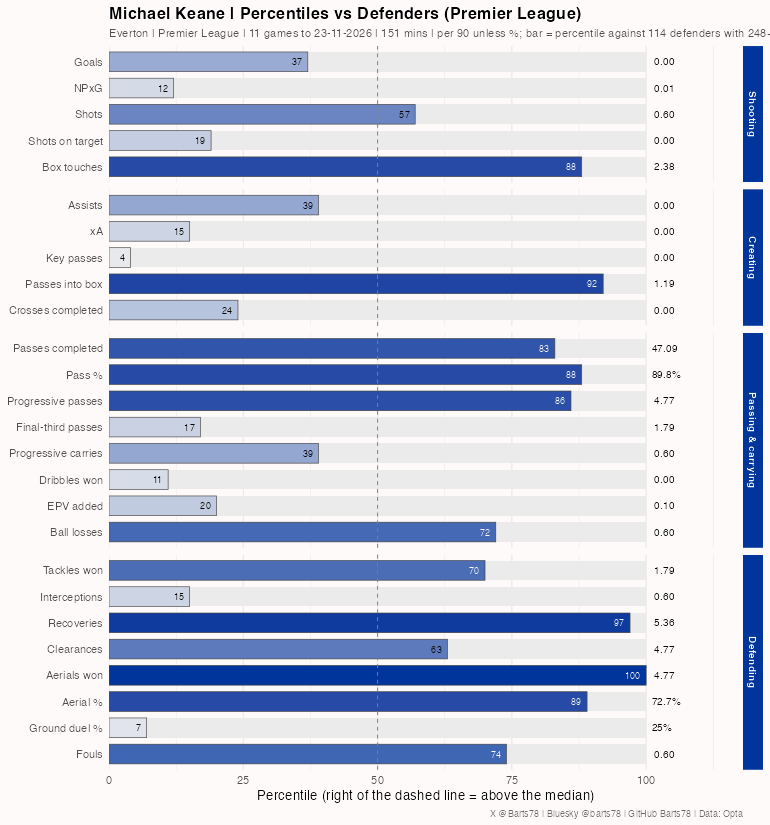 Michael Keane | Percentiles vs Defenders (Premier League)
Everton | Premier League | 11 games to 23-11-2026 | 151 mins | per 90 unless %; bar = percentile against 114 defenders with 248-
Goals 37 0.00
NPxG 12 0.01
Shots 57 0.60
Shots on target 19 0.00
Box touches 88 2.38
Shooting
Assists 39 0.00
xA 15 0.00
Key passes 4 0.00
Passes into box 92 1.19
Crosses completed 24 0.00
Creating
Passes completed 83 47.09
Pass % 88 89.8%
Progressive passes 86 4.77
Final-third passes 17 1.79
Progressive carries 39 0.60
Dribbles won 11 0.00
EPV added 20 0.10
Ball losses 72 0.60
Passing & carrying
Tackles won 70 1.79
Interceptions 15 0.60
Recoveries 97 5.36
Clearances 63 4.77
Aerials won 100 4.77
Aerial % 89 72.7%
Ground duel % 7 25%
Fouls 74 0.60
Defending
0 25 50 75 100
Percentile (right of the dashed line = above the median)
X @Barts78 | Bluesky @barts78 | GitHub Barts78 | Data: Opta